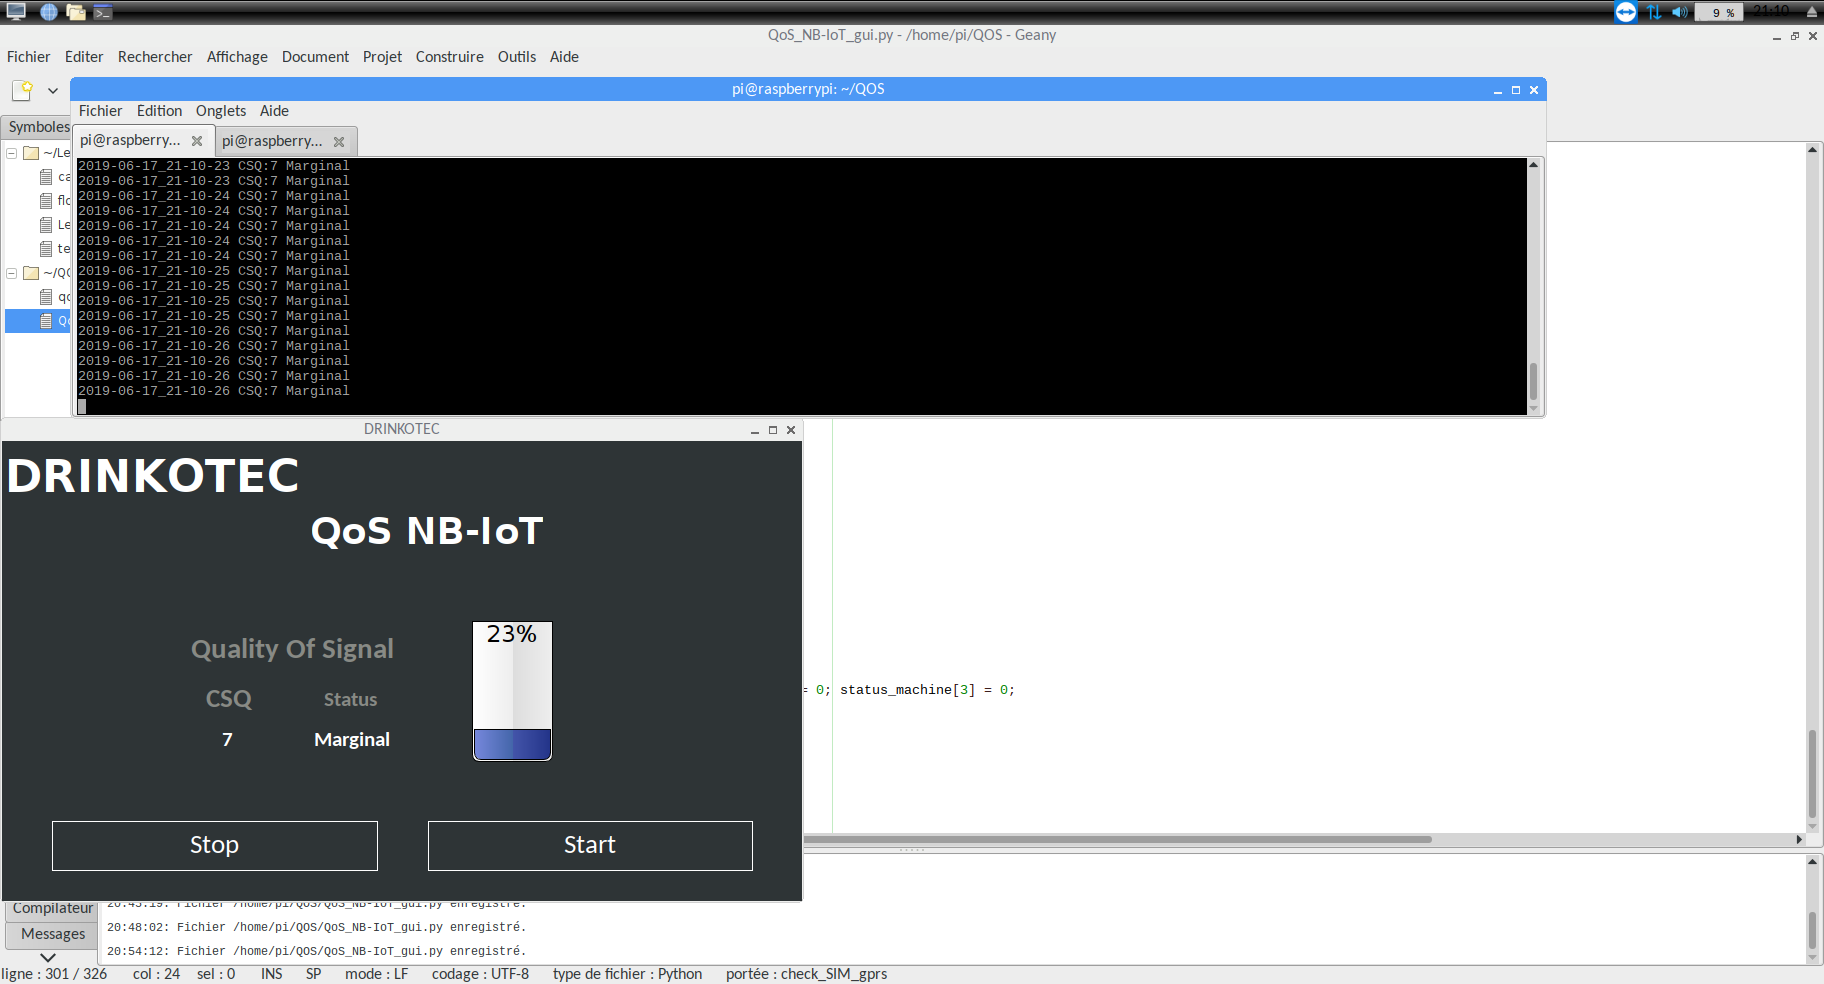 9 %
21:10
QoS_NB-IoT_gui.py - /home/pi/QOS - Geany
Fichier Éditer Rechercher Affichage Document Projet Construire Outils Aide
pi@raspberrypi: ~/QOS
Fichier Édition Onglets Aide
Symboles
pi@raspberry... pi@raspberry...
~/Le
ca
flo
Le
te
~/QO
qo
Qo
2019-06-17_21-10-23 CSQ:7 Marginal
2019-06-17_21-10-23 CSQ:7 Marginal
2019-06-17_21-10-24 CSQ:7 Marginal
2019-06-17_21-10-24 CSQ:7 Marginal
2019-06-17_21-10-24 CSQ:7 Marginal
2019-06-17_21-10-24 CSQ:7 Marginal
2019-06-17_21-10-24 CSQ:7 Marginal
2019-06-17_21-10-25 CSQ:7 Marginal
2019-06-17_21-10-25 CSQ:7 Marginal
2019-06-17_21-10-25 CSQ:7 Marginal
2019-06-17_21-10-25 CSQ:7 Marginal
2019-06-17_21-10-26 CSQ:7 Marginal
2019-06-17_21-10-26 CSQ:7 Marginal
2019-06-17_21-10-26 CSQ:7 Marginal
2019-06-17_21-10-26 CSQ:7 Marginal
2019-06-17_21-10-26 CSQ:7 Marginal
DRINKOTEC
DRINKOTEC
QoS NB-IoT
23%
Quality Of Signal
CSQ Status
7 Marginal
Stop Start
= 0; status_machine[3] = 0;
Compilateur
Messages
20:45:19: Fichier /home/pi/QOS/QoS_NB-IoT_gui.py enregistré.
20:48:02: Fichier /home/pi/QOS/QoS_NB-IoT_gui.py enregistré.
20:54:12: Fichier /home/pi/QOS/QoS_NB-IoT_gui.py enregistré.
ligne : 301 / 326 col : 24 sel : 0 INS SP mode : LF codage : UTF-8 type de fichier : Python portée : check_SIM_gprs